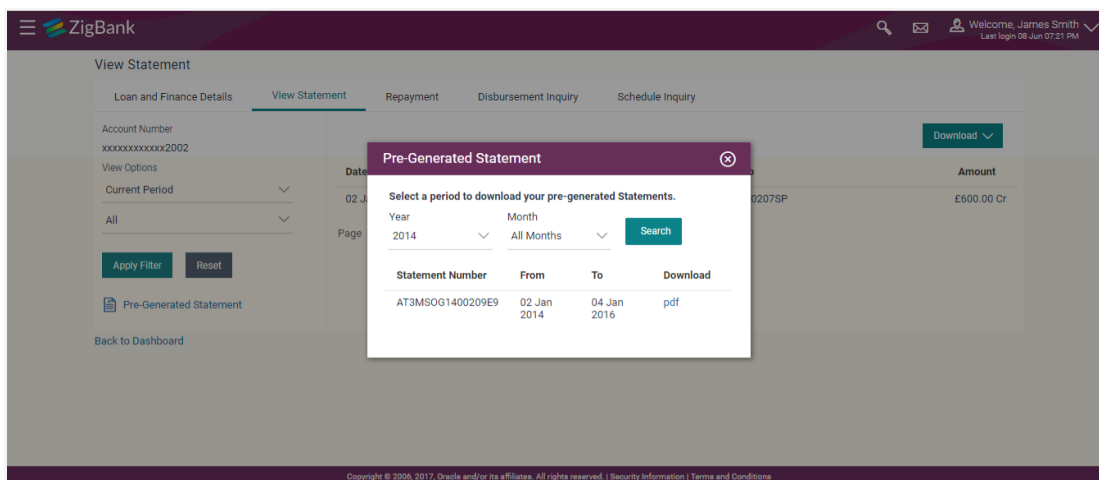 ZigBank
Welcome, James Smith
Last login 08 Jun 07:21 PM
View Statement
Loan and Finance Details View Statement Repayment Disbursement Inquiry Schedule Inquiry
Account Number
xxxxxxxxxxxx2002
Download
View Options
Current Period
All
Apply Filter Reset
Pre-Generated Statement
Back to Dashboard
Date Amount
02 J 0207SP £600.00 Cr
Page
Pre-Generated Statement
Select a period to download your pre-generated Statements.
Year Month
2014 All Months Search
Statement Number From To Download
AT3MSOG1400209E9 02 Jan 04 Jan pdf
2014 2016
Copyright © 2006, 2017, Oracle and/or its affiliates. All rights reserved. | Security Information | Terms and Conditions